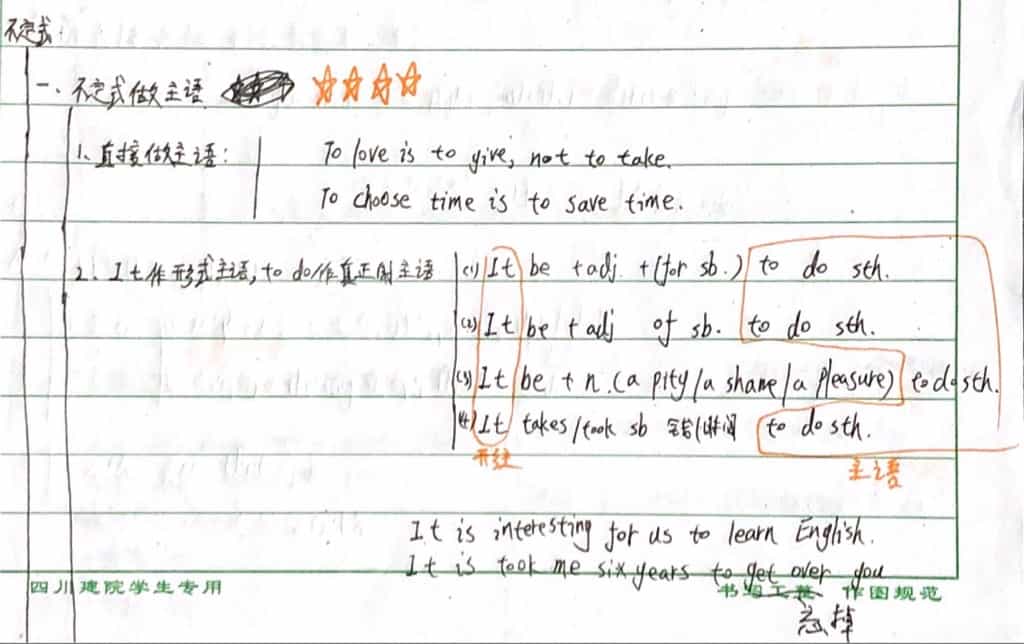 不定式
一、不定式做主语
1、直接做主语: To love is to give, not to take.
To choose time is to save time.
2、It作形式主语, to do作真正的主语 (1) It be +adj. +(for sb.) to do sth.
(2) It be +adj of sb. to do sth.
(3) It be + n. (a pity/a shame/a pleasure) to do sth.
(4) It takes/took sb 金钱/时间 to do sth.
形主 主语
It is interesting for us to learn English.
It is took me six years to get over you
四川建院学生专用 书写工整 作图规范
忘掉